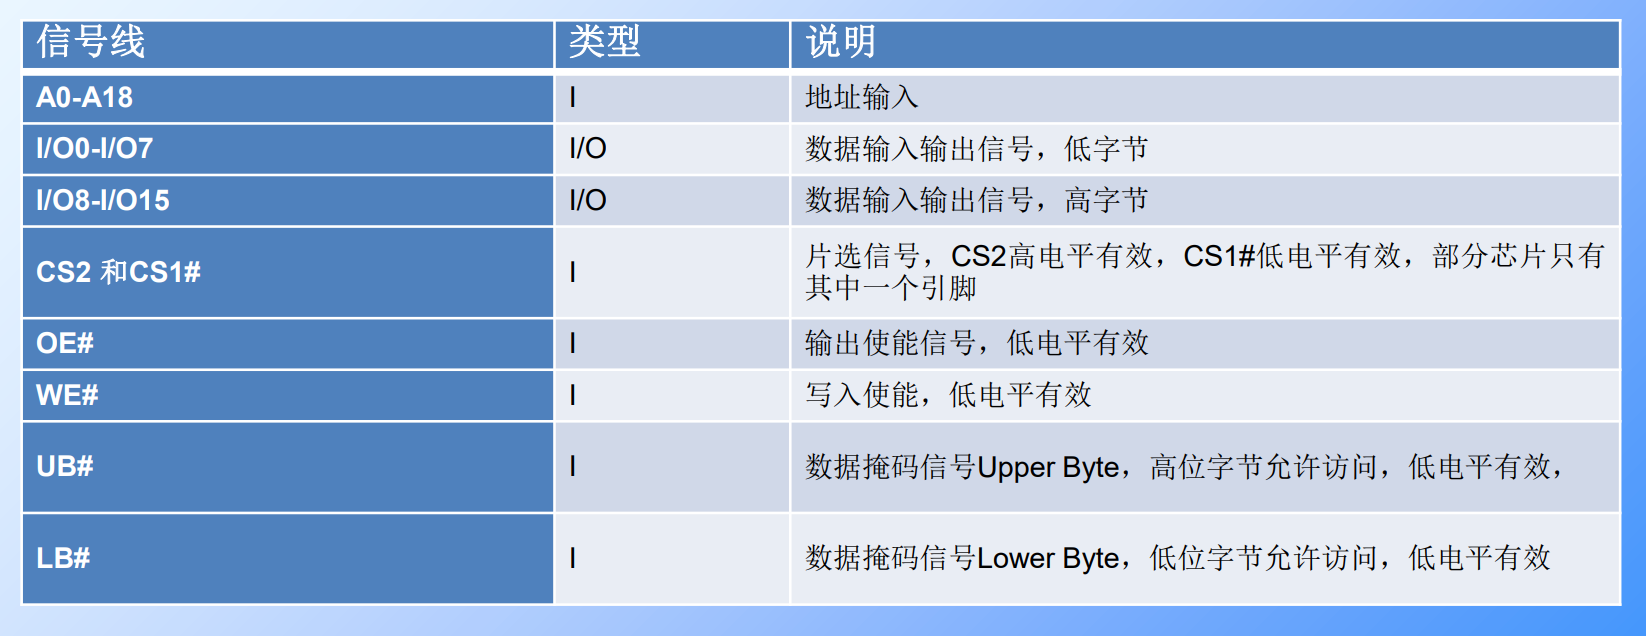 信号线 类型 说明
A0-A18 I 地址输入
I/O0-I/O7 I/O 数据输入输出信号，低字节
I/O8-I/O15 I/O 数据输入输出信号，高字节
CS2 和CS1# I 片选信号，CS2高电平有效，CS1#低电平有效，部分芯片只有
其中一个引脚
OE# I 输出使能信号，低电平有效
WE# I 写入使能，低电平有效
UB# I 数据掩码信号Upper Byte，高位字节允许访问，低电平有效，
LB# I 数据掩码信号Lower Byte，低位字节允许访问，低电平有效